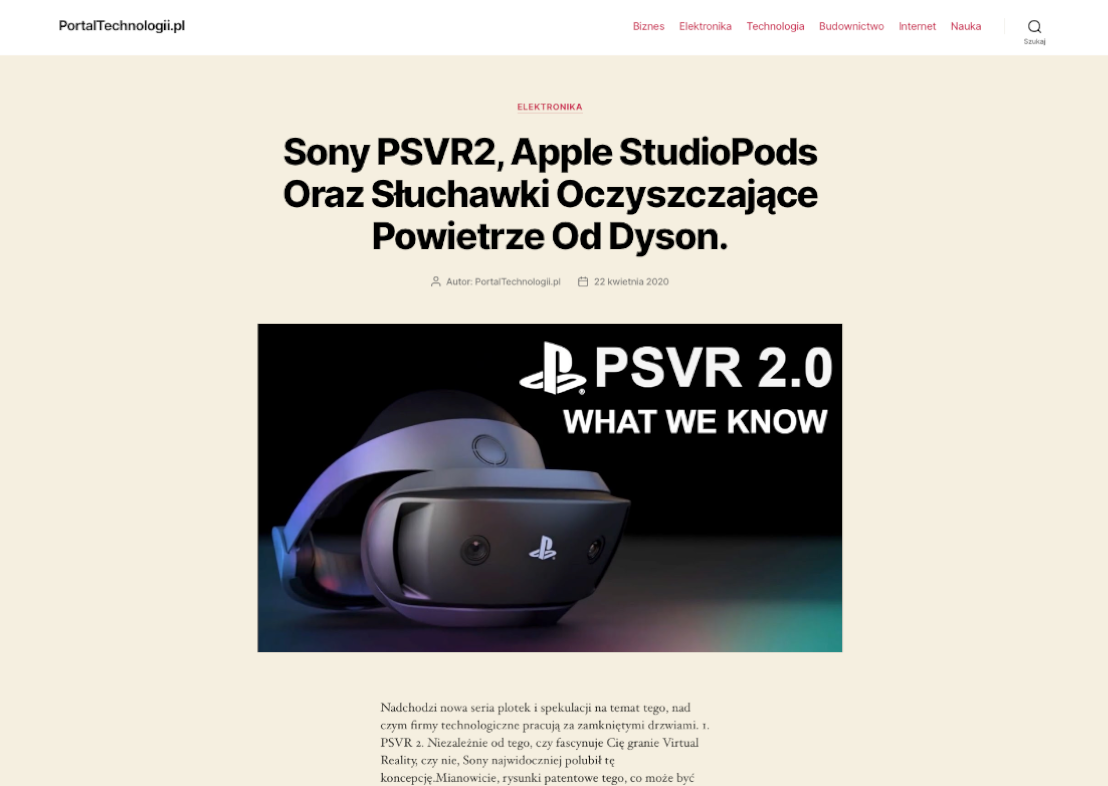 PortalTechnologii.pl
Biznes Elektronika Technologia Budownictwo Internet Nauka
Szukaj
ELEKTRONIKA
Sony PSVR2, Apple StudioPods
Oraz Słuchawki Oczyszczające
Powietrze Od Dyson.
Autor: PortalTechnologii.pl 22 kwietnia 2020
PSVR 2.0
WHAT WE KNOW
Nadchodzi nowa seria plotek i spekulacji na temat tego, nad
czym firmy technologiczne pracują za zamkniętymi drzwiami. 1.
PSVR 2. Niezależnie od tego, czy fascynuje Cię granie Virtual
Reality, czy nie, Sony najwidoczniej polubił tę
koncepcję.Mianowicie, rysunki patentowe tego, co może być